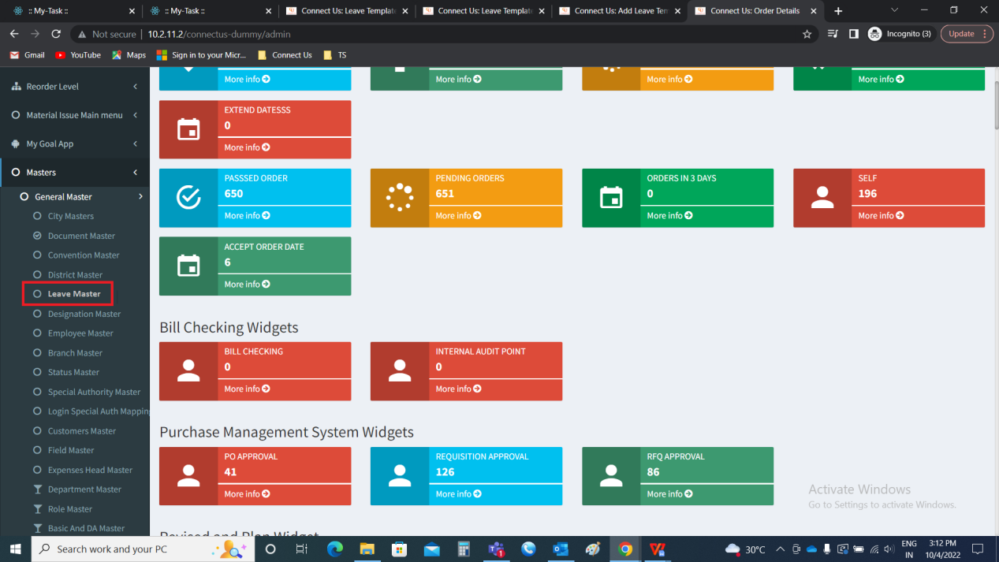 :: My-Task ::
:: My-Task ::
Connect Us: Leave Template
Connect Us: Leave Template
Connect Us: Add Leave Tem
Connect Us: Order Details
Not secure
10.2.11.2/connectus-dummy/admin
Incognito (3)
Update
Gmail
YouTube
Maps
Sign in to your Micr...
Connect Us
TS
Reorder Level
Material Issue Main menu
My Goal App
Masters
General Master
City Masters
Document Master
Convention Master
District Master
Leave Master
Designation Master
Employee Master
Branch Master
Status Master
Special Authority Master
Login Special Auth Mapping
Customers Master
Field Master
Expenses Head Master
Department Master
Role Master
Basic And DA Master
More info
More info
More info
More info
EXTEND DATESSS
0
More info
PASSSED ORDER
650
More info
PENDING ORDERS
651
More info
ORDERS IN 3 DAYS
0
More info
SELF
196
More info
ACCEPT ORDER DATE
6
More info
Bill Checking Widgets
BILL CHECKING
0
More info
INTERNAL AUDIT POINT
0
More info
Purchase Management System Widgets
PO APPROVAL
41
More info
REQUISITION APPROVAL
126
More info
RFQ APPROVAL
86
More info
Revised and Plan Widget
Activate Windows
Go to Settings to activate Windows.
Search work and your PC
1
30°C
ENG
IN
3:12 PM
10/4/2022